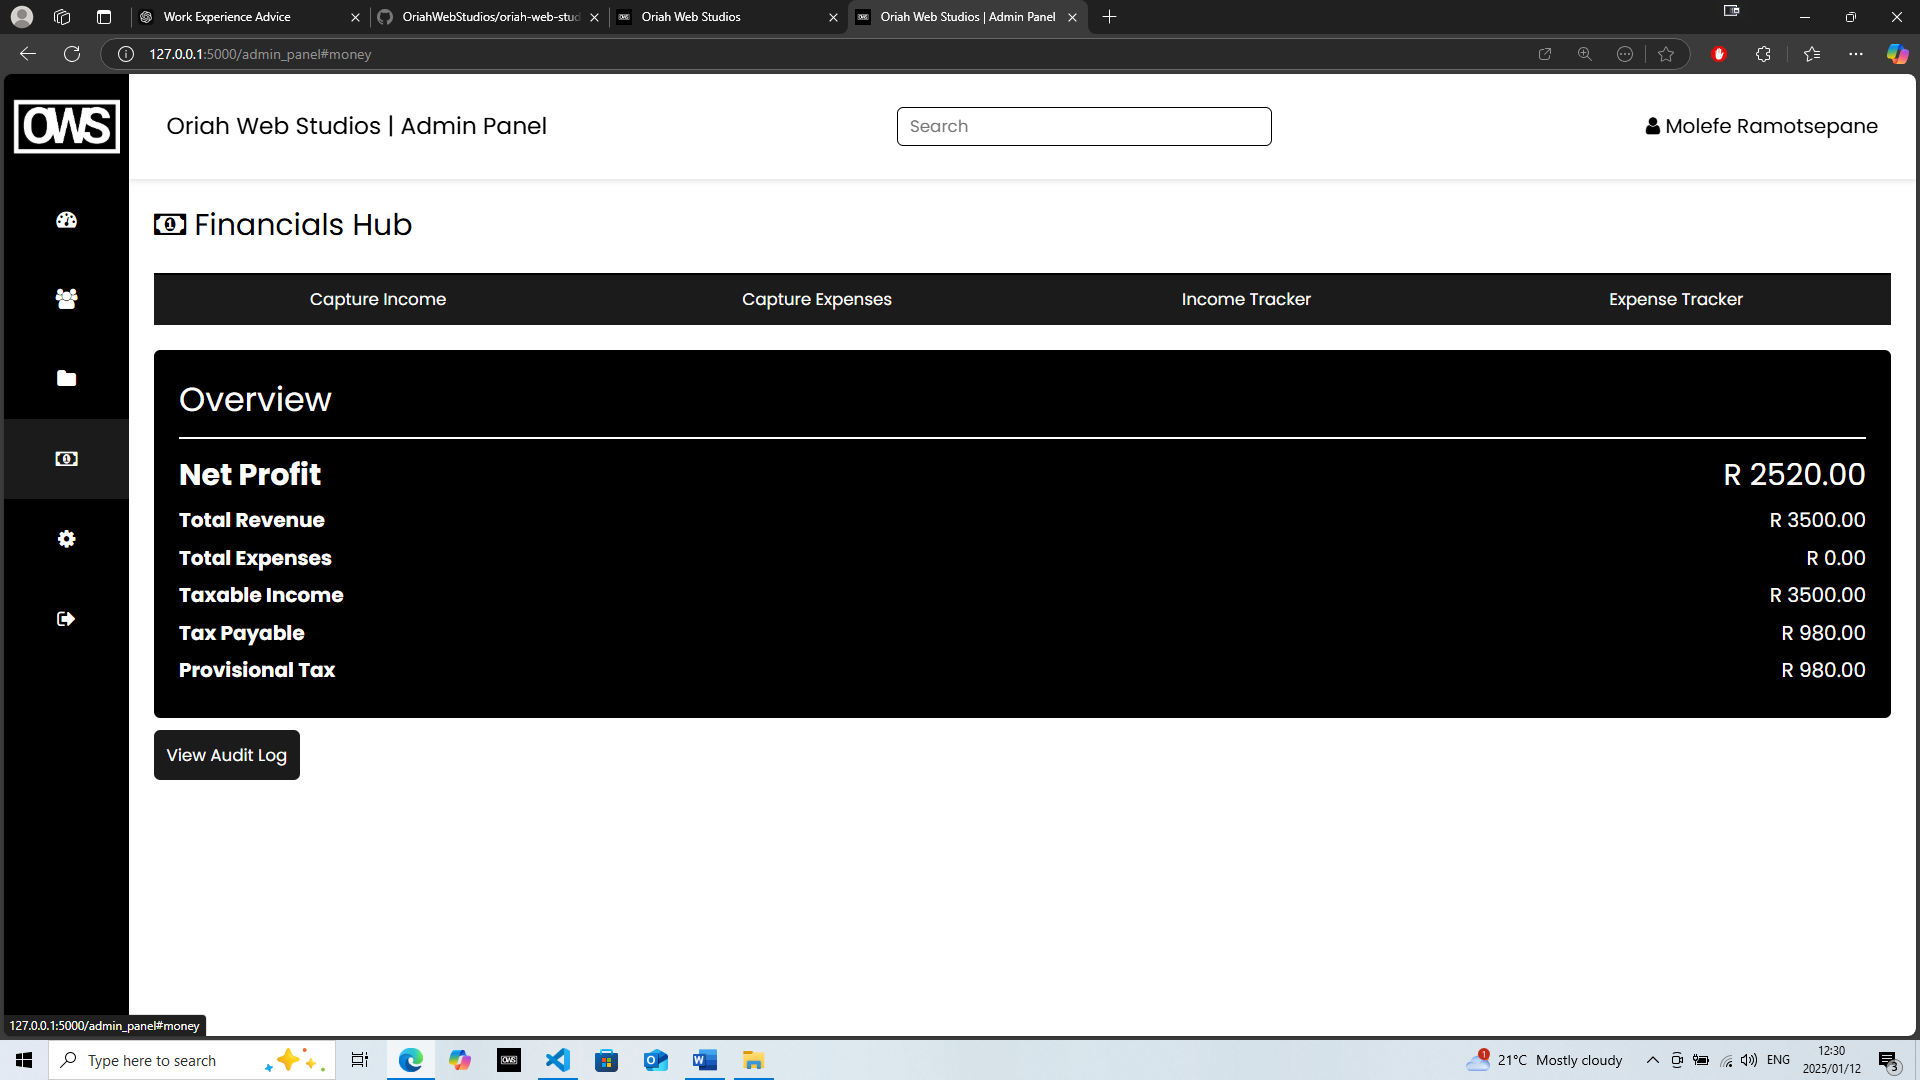 Work Experience Advice
OriahWebStudios/oriah-web-stud
Oriah Web Studios
Oriah Web Studios | Admin Panel
127.0.0.1:5000/admin_panel#money
OWS
Oriah Web Studios | Admin Panel
Search
Molefe Ramotsepane
Financials Hub
Capture Income
Capture Expenses
Income Tracker
Expense Tracker
Overview
Net Profit R 2520.00
Total Revenue R 3500.00
Total Expenses R 0.00
Taxable Income R 3500.00
Tax Payable R 980.00
Provisional Tax R 980.00
View Audit Log
127.0.0.1:5000/admin_panel#money
Type here to search
OWS
1
21°C Mostly cloudy
ENG
12:30
2025/01/12
3